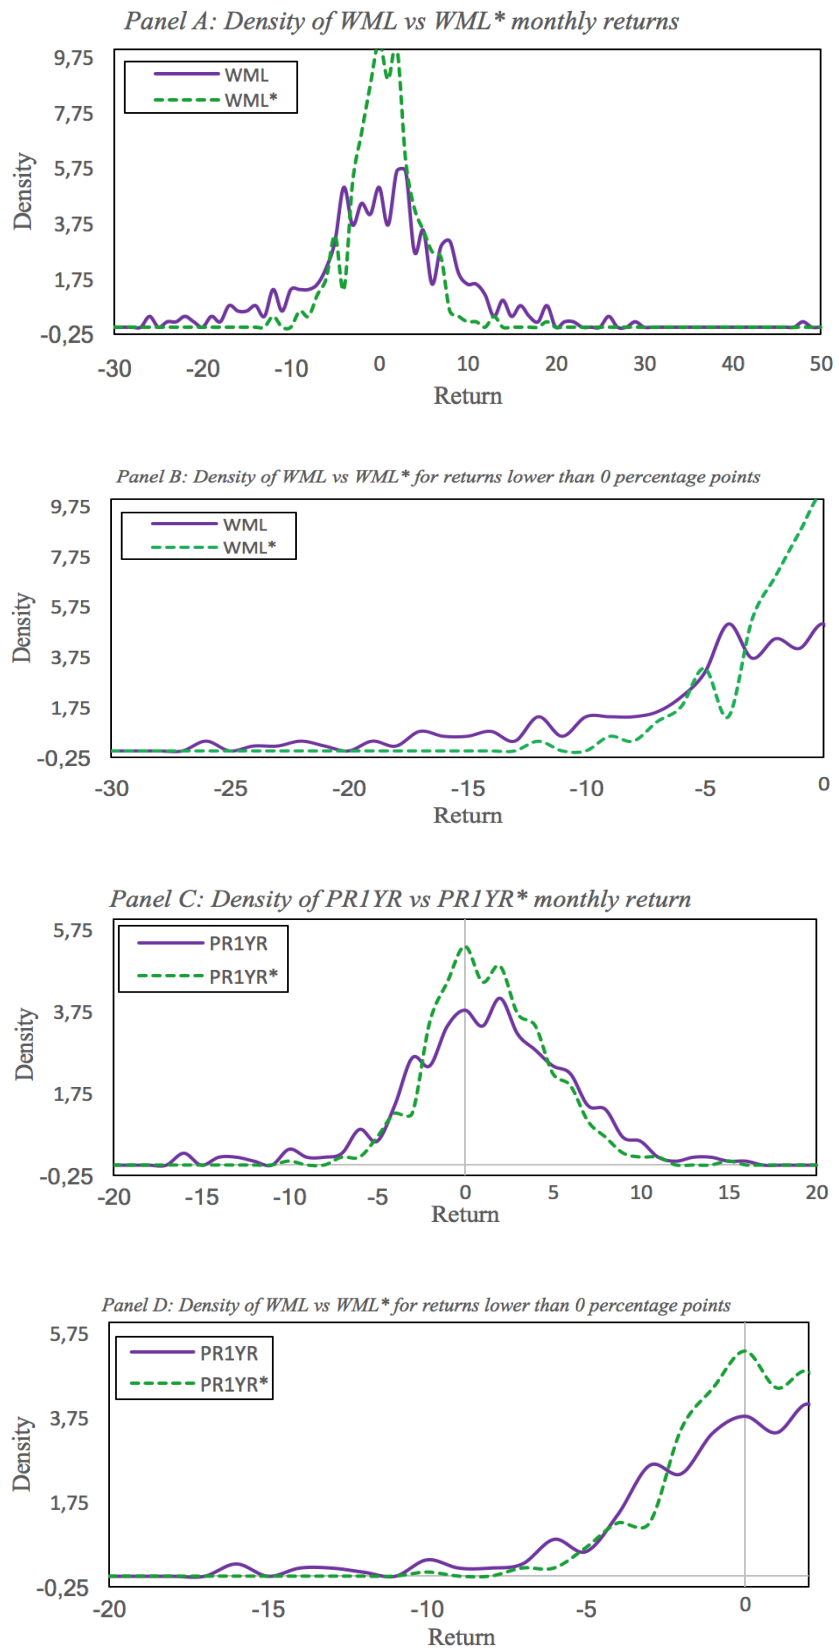 Panel A: Density of WML vs WML* monthly returns
9,75
7,75
5,75
3,75
1,75
-0,25
Density
WML
WML*
-30 -20 -10 0 10 20 30 40 50
Return
Panel B: Density of WML vs WML* for returns lower than 0 percentage points
9,75
7,75
5,75
3,75
1,75
-0,25
Density
WML
WML*
-30 -25 -20 -15 -10 -5 0
Return
Panel C: Density of PR1YR vs PR1YR* monthly return
5,75
3,75
1,75
-0,25
Density
PR1YR
PR1YR*
-20 -15 -10 -5 0 5 10 15 20
Return
Panel D: Density of WML vs WML* for returns lower than 0 percentage points
5,75
3,75
1,75
-0,25
Density
PR1YR
PR1YR*
-20 -15 -10 -5 0
Return